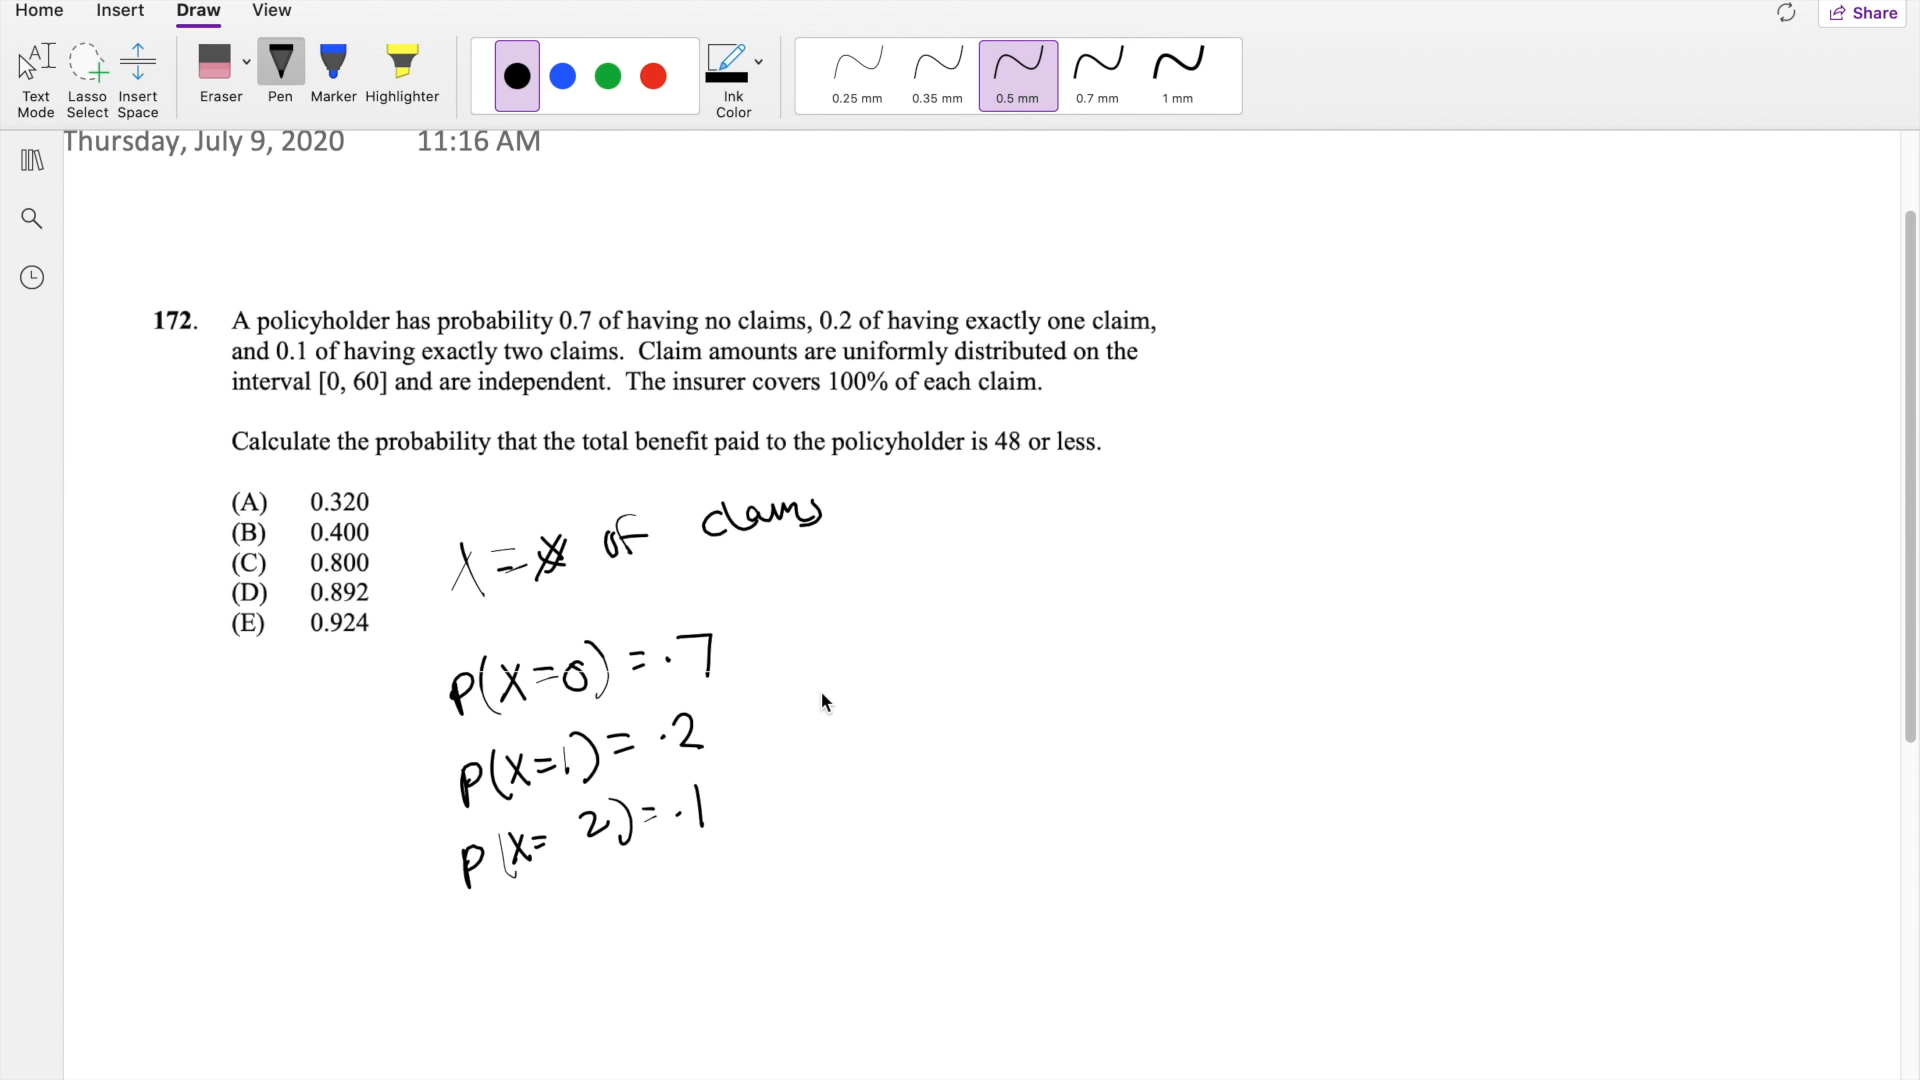 Home Insert Draw View
Share
Text Mode
Lasso Select
Insert Space
Eraser
Pen
Marker
Highlighter
Ink Color
0.25 mm
0.35 mm
0.5 mm
0.7 mm
1 mm
Thursday, July 9, 2020 11:16 AM
172. A policyholder has probability 0.7 of having no claims, 0.2 of having exactly one claim,
and 0.1 of having exactly two claims. Claim amounts are uniformly distributed on the
interval [0, 60] and are independent. The insurer covers 100% of each claim.
Calculate the probability that the total benefit paid to the policyholder is 48 or less.
(A) 0.320
(B) 0.400
(C) 0.800
(D) 0.892
(E) 0.924
X = # of claims
P(X=0) = .7
P(X=1) = .2
P(X= 2) = .1